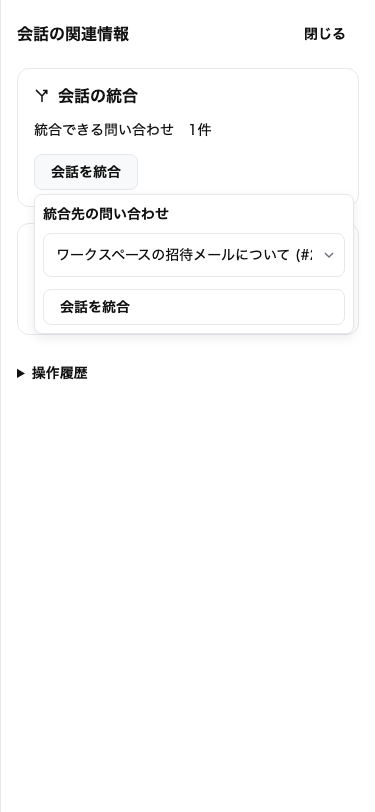 会話の関連情報
閉じる
会話の統合
統合できる問い合わせ 1件
会話を統合
統合先の問い合わせ
ワークスペースの招待メールについて (#
会話を統合
操作履歴